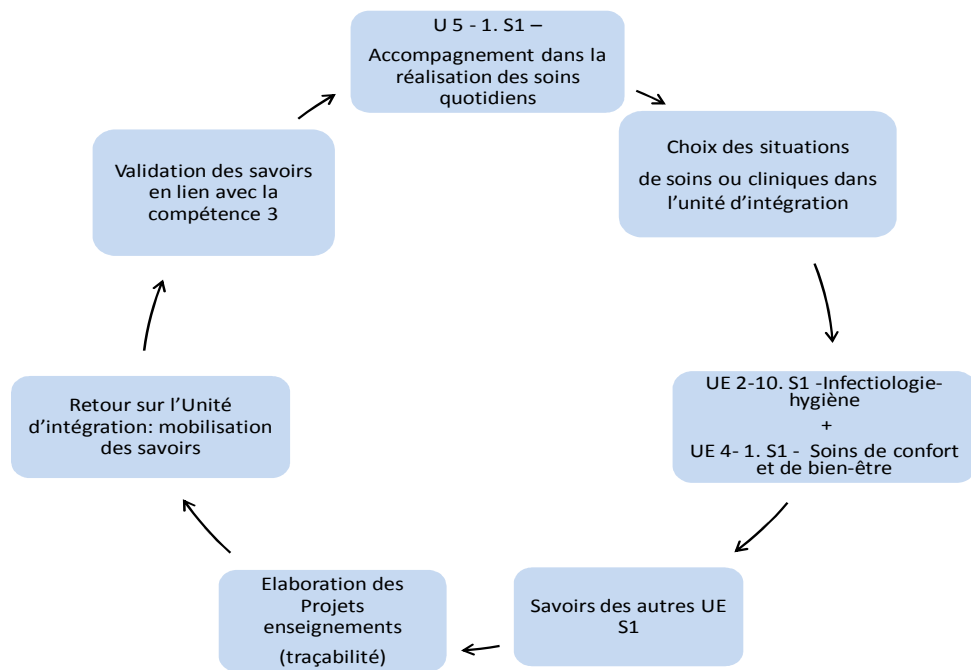 U 5 - 1. S1 –
Accompagnement dans la
réalisation des soins
quotidiens
Choix des situations
de soins ou cliniques dans
l’unité d’intégration
UE 2-10. S1 -Infectiologie-
hygiène
+
UE 4- 1. S1 - Soins de confort
et de bien-être
Savoirs des autres UE
S1
Elaboration des
Projets
enseignements
(traçabilité)
Retour sur l’Unité
d’intégration: mobilisation
des savoirs
Validation des savoirs
en lien avec la
compétence 3